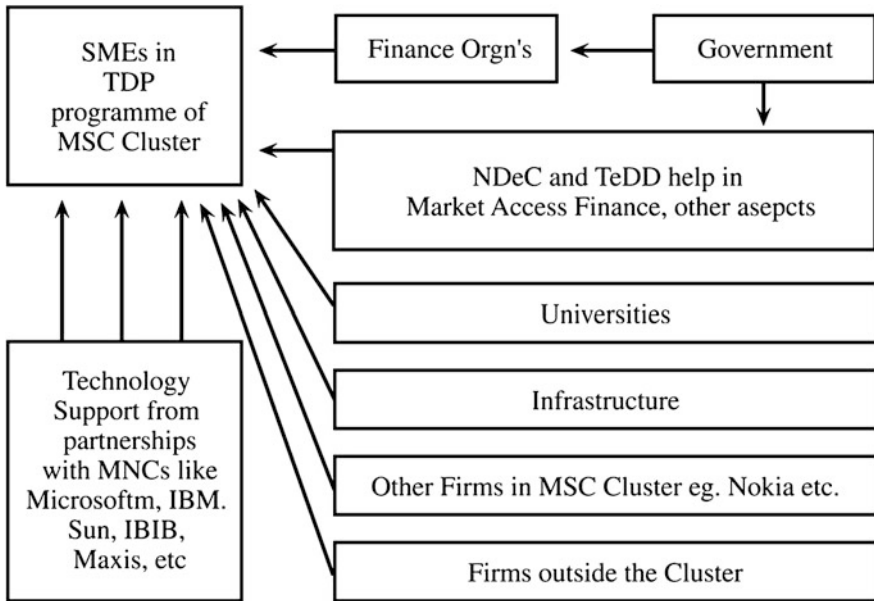 SMEs in
TDP
programme of
MSC Cluster
Finance Orgn's
Government
NDeC and TeDD help in
Market Access Finance, other asepcts
Universities
Infrastructure
Other Firms in MSC Cluster eg. Nokia etc.
Firms outside the Cluster
Technology
Support from
partnerships
with MNCs like
Microsoftm, IBM.
Sun, IBIB,
Maxis, etc